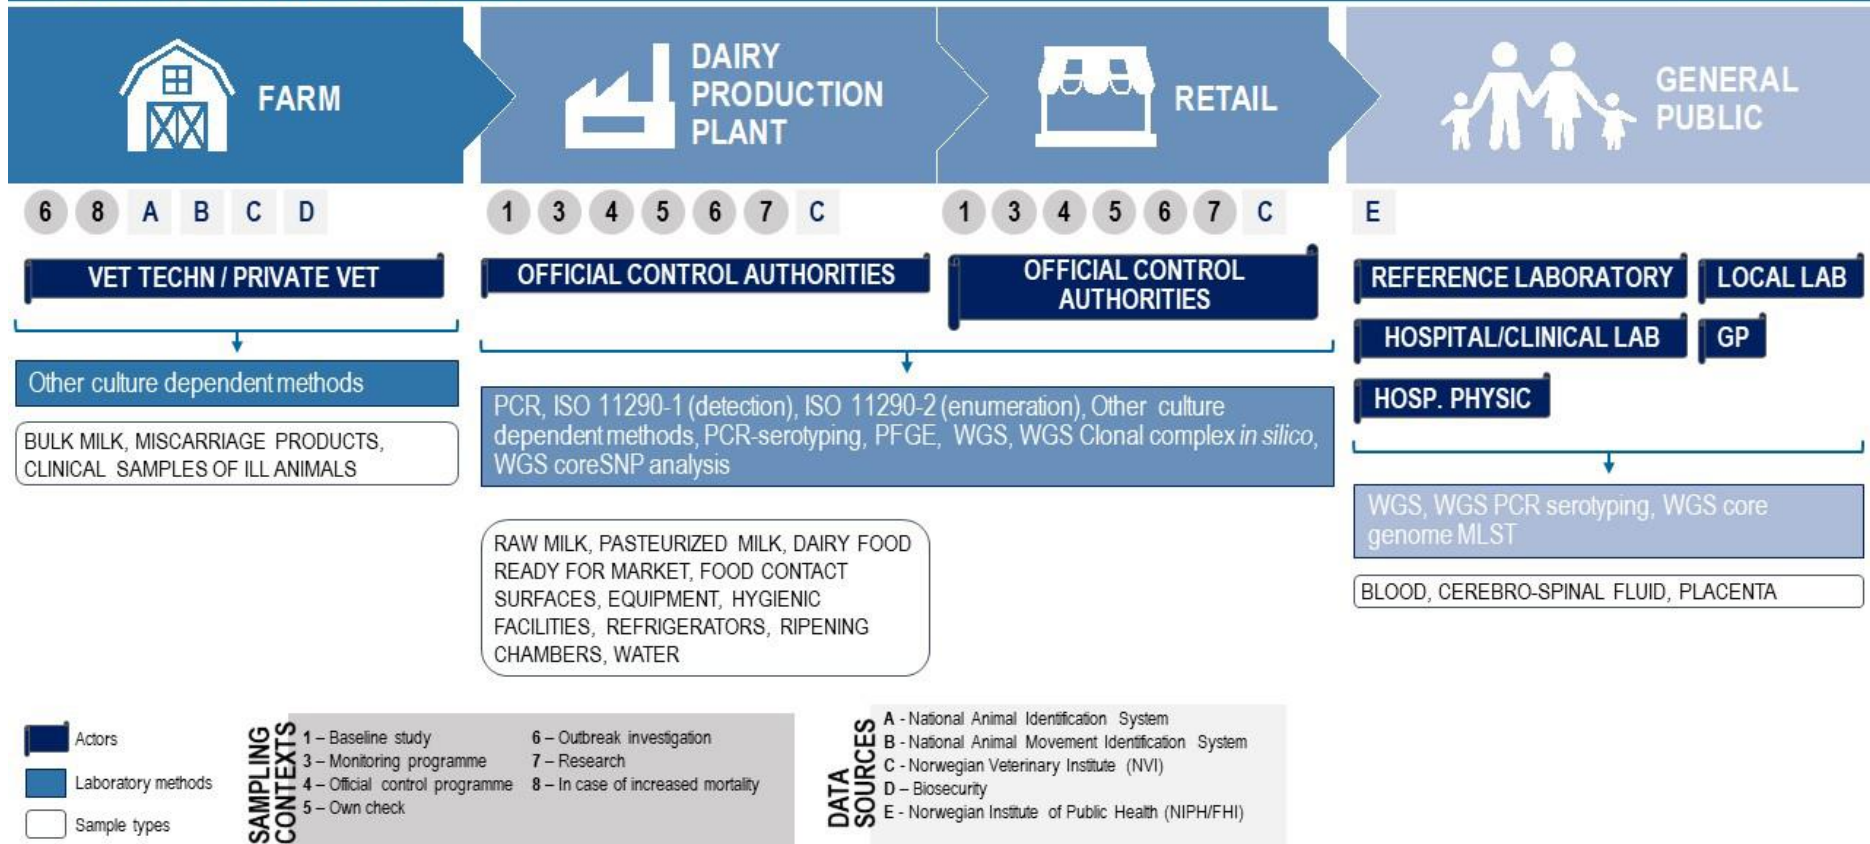 FARM
DAIRY
PRODUCTION
PLANT
RETAIL
GENERAL
PUBLIC
6 8 A B C D
1 3 4 5 6 7 C
1 3 4 5 6 7 C
E
VET TECHN / PRIVATE VET
OFFICIAL CONTROL AUTHORITIES
OFFICIAL CONTROL
AUTHORITIES
REFERENCE LABORATORY
LOCAL LAB
HOSPITAL/CLINICAL LAB
GP
HOSP. PHYSIC
Other culture dependent methods
BULK MILK, MISCARRIAGE PRODUCTS,
CLINICAL SAMPLES OF ILL ANIMALS
PCR, ISO 11290-1 (detection), ISO 11290-2 (enumeration), Other culture
dependent methods, PCR-serotyping, PFGE, WGS, WGS Clonal complex in silico,
WGS coreSNP analysis
RAW MILK, PASTEURIZED MILK, DAIRY FOOD
READY FOR MARKET, FOOD CONTACT
SURFACES, EQUIPMENT, HYGIENIC
FACILITIES, REFRIGERATORS, RIPENING
CHAMBERS, WATER
WGS, WGS PCR serotyping, WGS core
genome MLST
BLOOD, CEREBRO-SPINAL FLUID, PLACENTA
Actors
Laboratory methods
Sample types
SAMPLING
CONTEXTS
1 – Baseline study
3 – Monitoring programme
4 – Official control programme
5 – Own check
6 – Outbreak investigation
7 – Research
8 – In case of increased mortality
DATA
SOURCES
A - National Animal Identification System
B - National Animal Movement Identification System
C - Norwegian Veterinary Institute (NVI)
D – Biosecurity
E - Norwegian Institute of Public Health (NIPH/FHI)